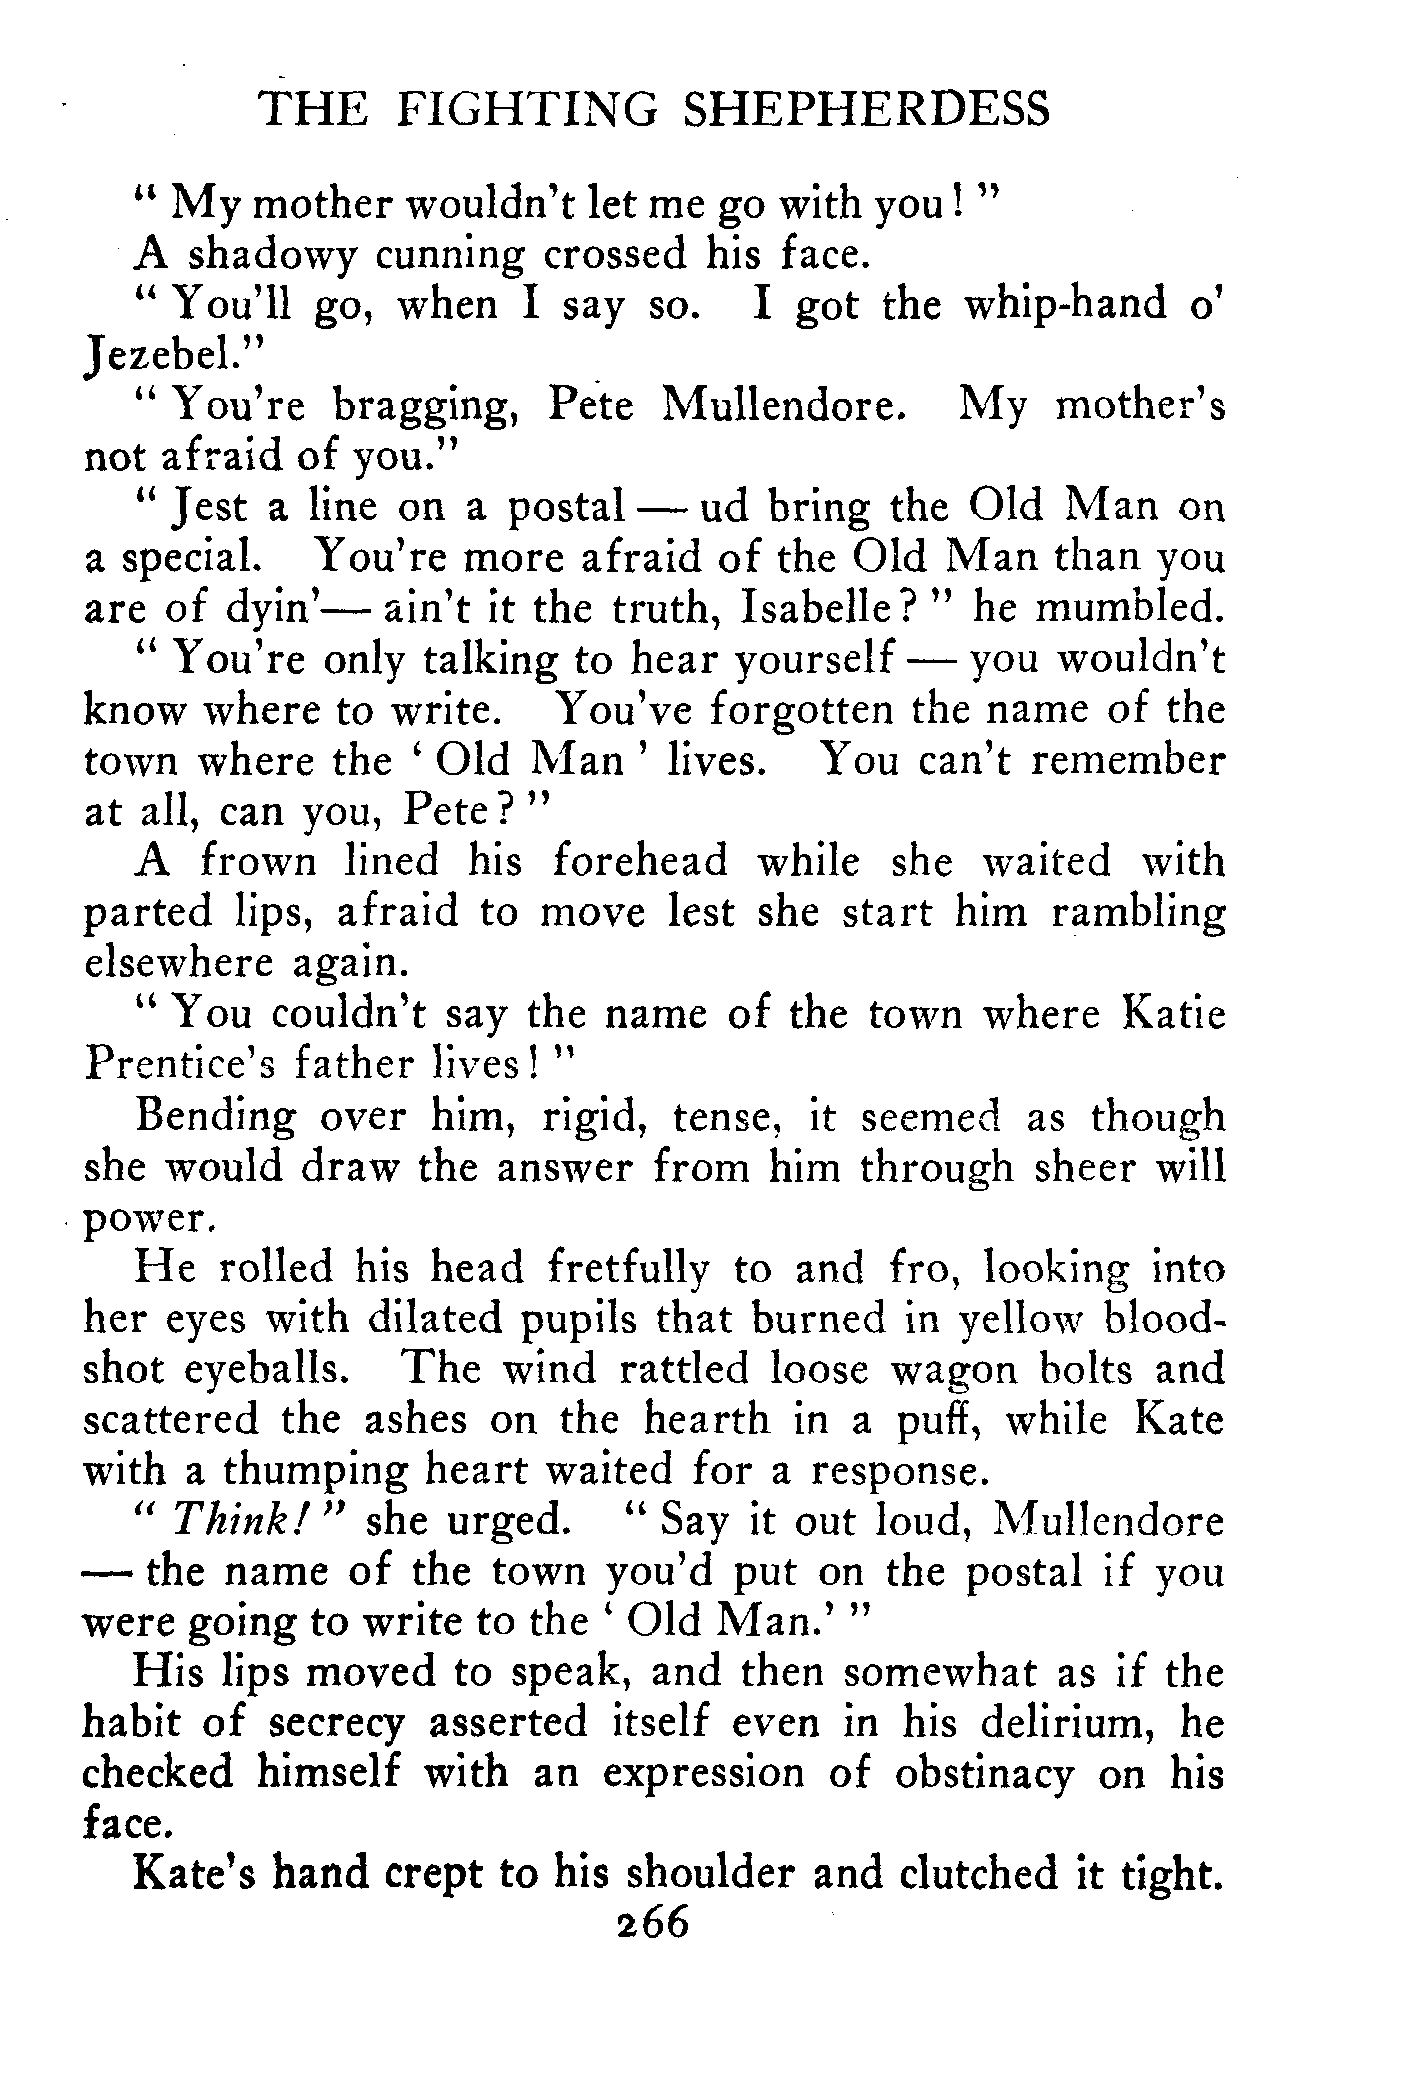 THE FIGHTING SHEPHERDESS
" My mother wouldn't let me go with you ! "
A shadowy cunning crossed his face.
" You'll go, when I say so. I got the whip-hand o'
Jezebel."
" You're bragging, Pete Mullendore. My mother's
not afraid of you."
" Jest a line on a postal — ud bring the Old Man on
a special. You're more afraid of the Old Man than you
are of dyin'— ain't it the truth, Isabelle ? " he mumbled.
" You're only talking to hear yourself — you wouldn't
know where to write. You've forgotten the name of the
town where the ‘ Old Man ’ lives. You can't remember
at all, can you, Pete ? "
A frown lined his forehead while she waited with
parted lips, afraid to move lest she start him rambling
elsewhere again.
" You couldn't say the name of the town where Katie
Prentice's father lives ! "
Bending over him, rigid, tense, it seemed as though
she would draw the answer from him through sheer will
power.
He rolled his head fretfully to and fro, looking into
her eyes with dilated pupils that burned in yellow blood-
shot eyeballs. The wind rattled loose wagon bolts and
scattered the ashes on the hearth in a puff, while Kate
with a thumping heart waited for a response.
" Think! " she urged. " Say it out loud, Mullendore
— the name of the town you'd put on the postal if you
were going to write to the ‘ Old Man.’ "
His lips moved to speak, and then somewhat as if the
habit of secrecy asserted itself even in his delirium, he
checked himself with an expression of obstinacy on his
face.
Kate's hand crept to his shoulder and clutched it tight.
266